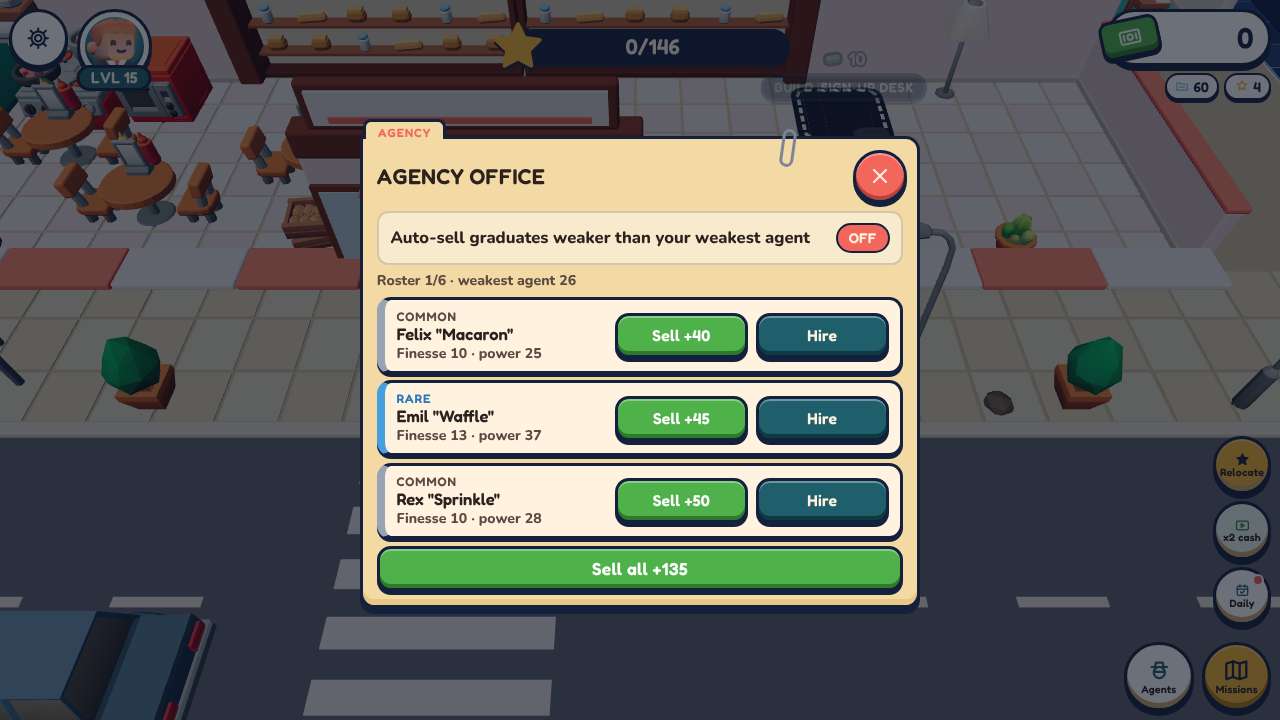 LVL 15
0/146
10
BUILD SIGN-UP DESK
0
60
4
AGENCY
AGENCY OFFICE
Auto-sell graduates weaker than your weakest agent
OFF
Roster 1/6 · weakest agent 26
COMMON
Felix "Macaron"
Finesse 10 · power 25
Sell +40
Hire
RARE
Emil "Waffle"
Finesse 13 · power 37
Sell +45
Hire
COMMON
Rex "Sprinkle"
Finesse 10 · power 28
Sell +50
Hire
Sell all +135
Relocate
x2 cash
Daily
Agents
Missions